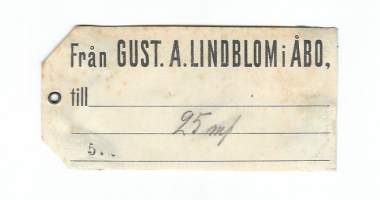 Från GUST. A. LINDBLOM i ÅBO,
till
25 m/
5..